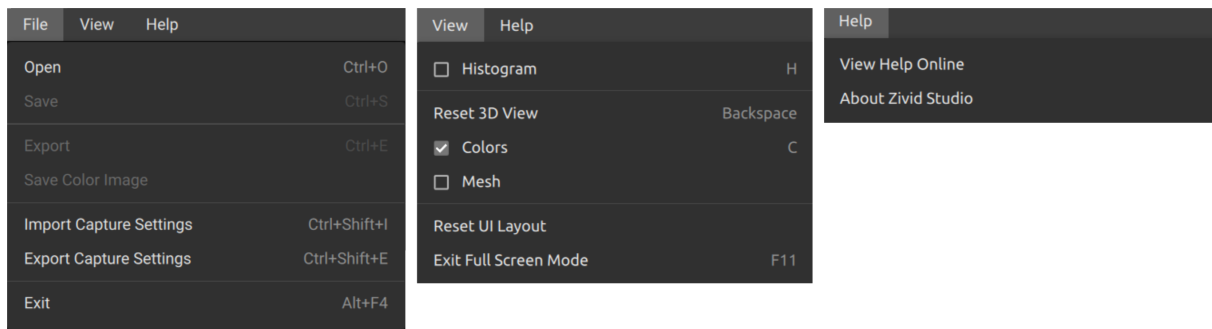 File View Help
Open Ctrl+O
Save Ctrl+S
Export Ctrl+E
Save Color Image
Import Capture Settings Ctrl+Shift+I
Export Capture Settings Ctrl+Shift+E
Exit Alt+F4
View Help
Histogram H
Reset 3D View Backspace
Colors C
Mesh
Reset UI Layout
Exit Full Screen Mode F11
Help
View Help Online
About Zivid Studio